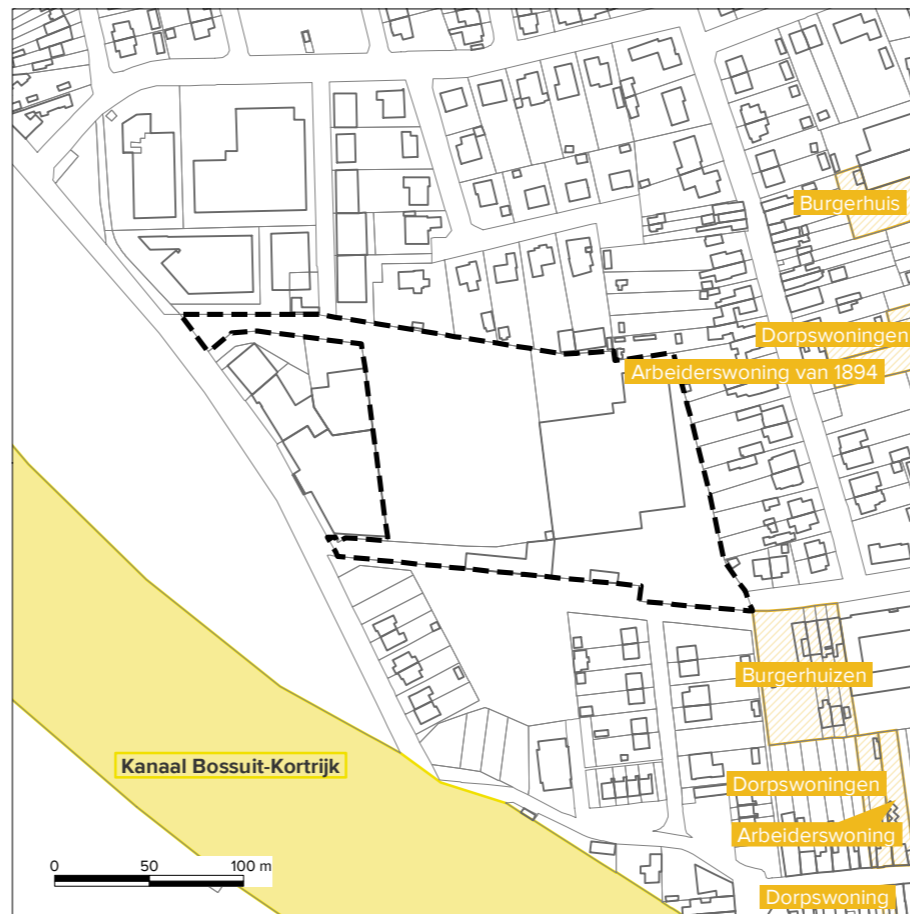 Burgerhuis
Dorpswoningen
Arbeiderswoning van 1894
Burgerhuizen
Kanaal Bossuit-Kortrijk
Dorpswoningen
Arbeiderswoning
0 50 100 m
Dorpswoning